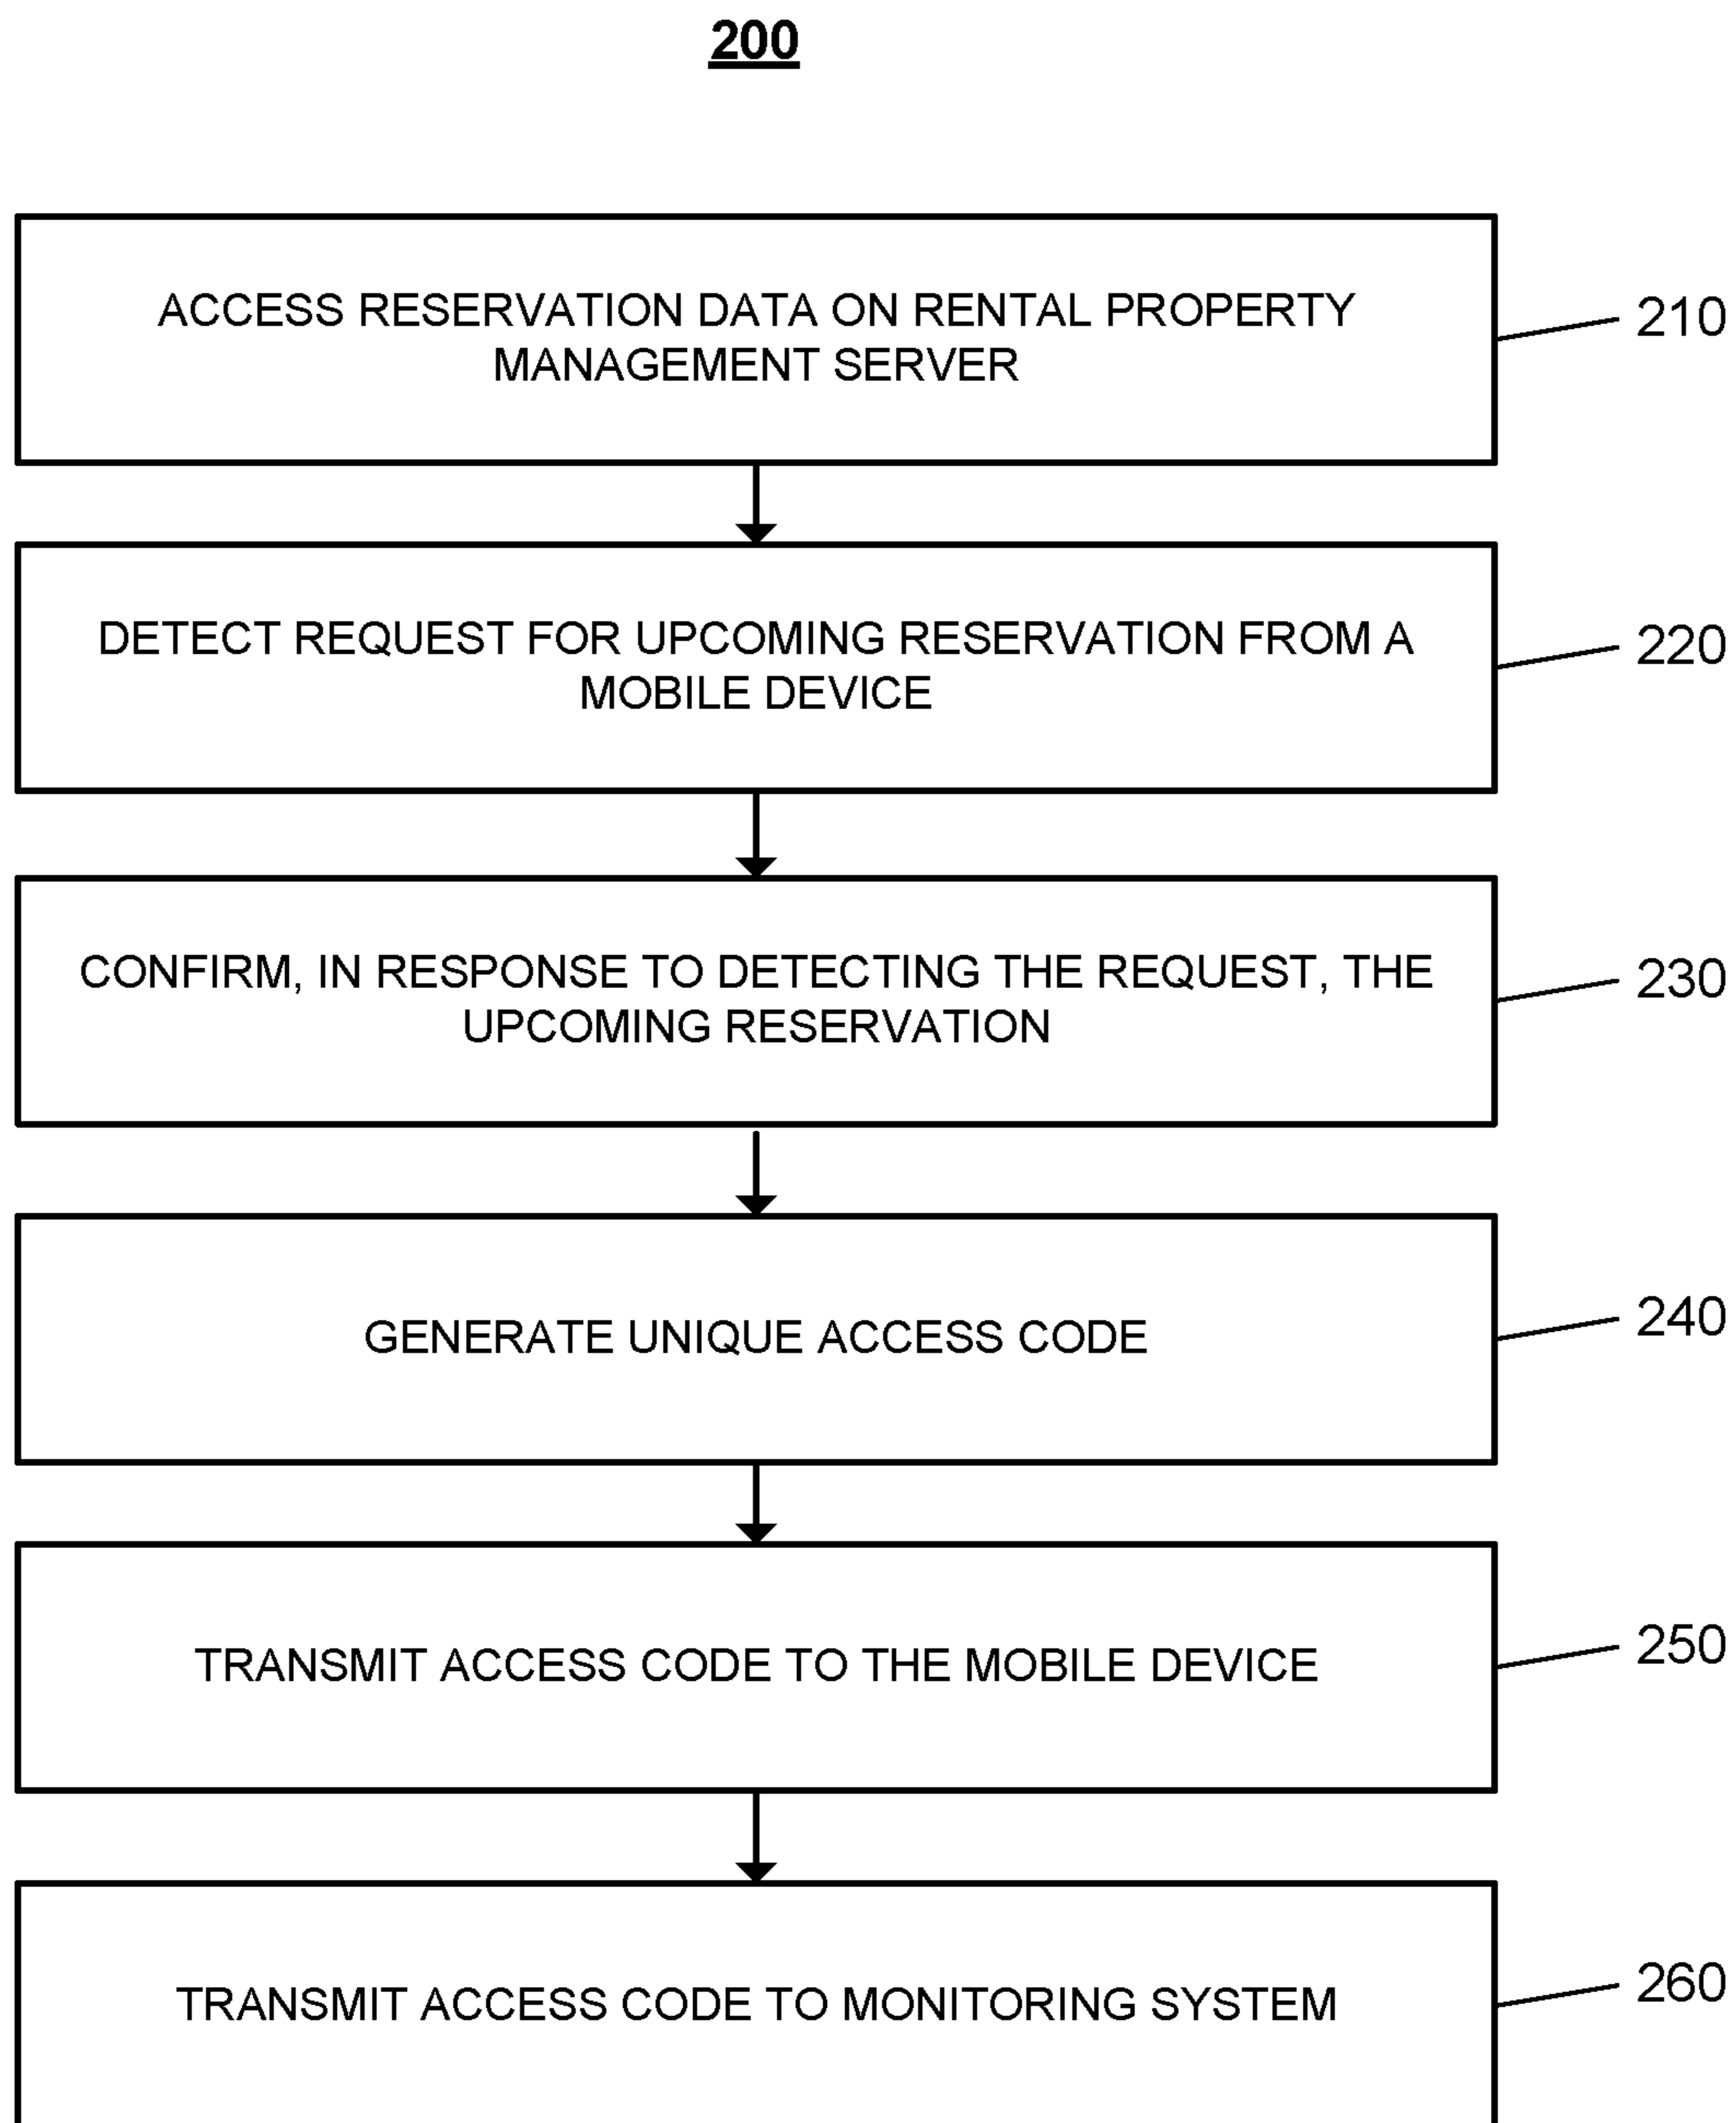 200
ACCESS RESERVATION DATA ON RENTAL PROPERTY
MANAGEMENT SERVER
210
DETECT REQUEST FOR UPCOMING RESERVATION FROM A
MOBILE DEVICE
220
CONFIRM, IN RESPONSE TO DETECTING THE REQUEST, THE
UPCOMING RESERVATION
230
GENERATE UNIQUE ACCESS CODE
240
TRANSMIT ACCESS CODE TO THE MOBILE DEVICE
250
TRANSMIT ACCESS CODE TO MONITORING SYSTEM
260